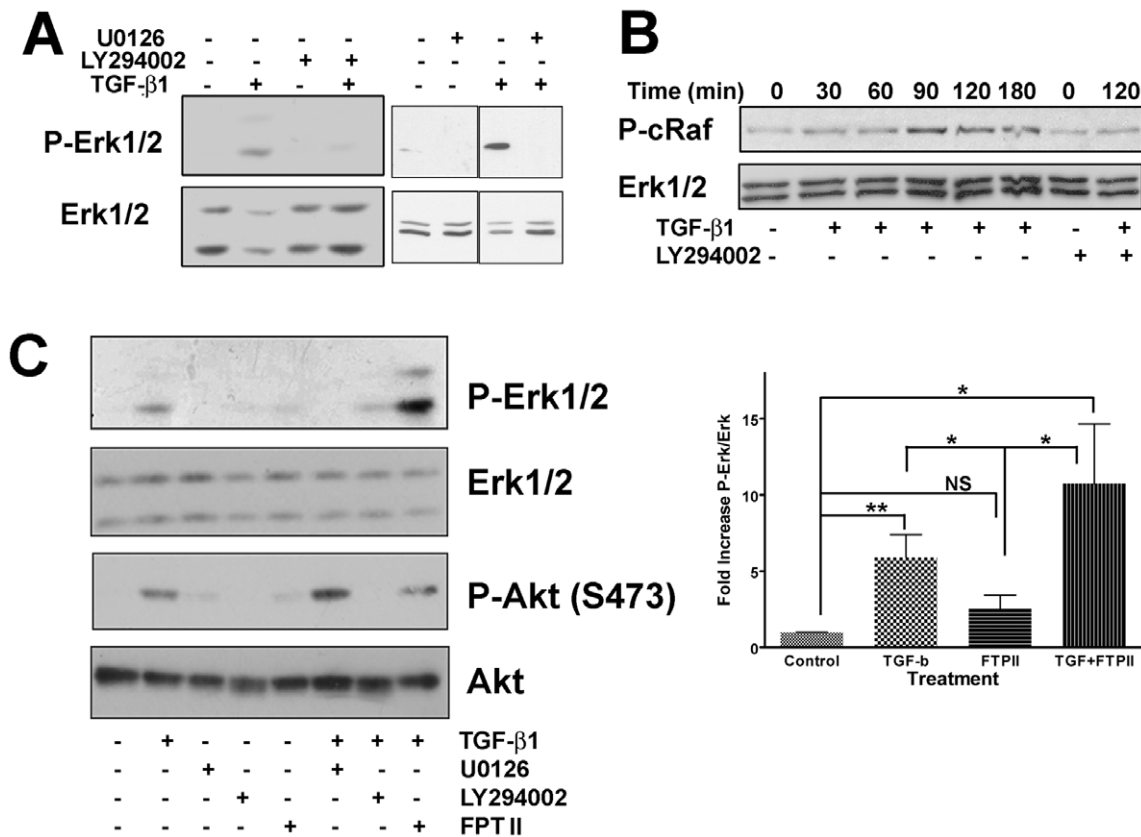 A
U0126 - - - - - + - +
LY294002 - - + + - - - -
TGF-β1 - + - + - - + +
P-Erk1/2
Erk1/2
B
Time (min) 0 30 60 90 120 180 0 120
P-cRaf
Erk1/2
TGF-β1 - + + + + + - +
LY294002 - - - - - - + +
C
P-Erk1/2
Erk1/2
P-Akt (S473)
Akt
- + - - - + + + TGF-β1
- - + - - + - - U0126
- - - + - - + - LY294002
- - - - + - - + FPT II
Fold Increase P-Erk/Erk
15
10
5
0
*
* *
NS
**
Control TGF-b FTPII TGF+FTPII
Treatment